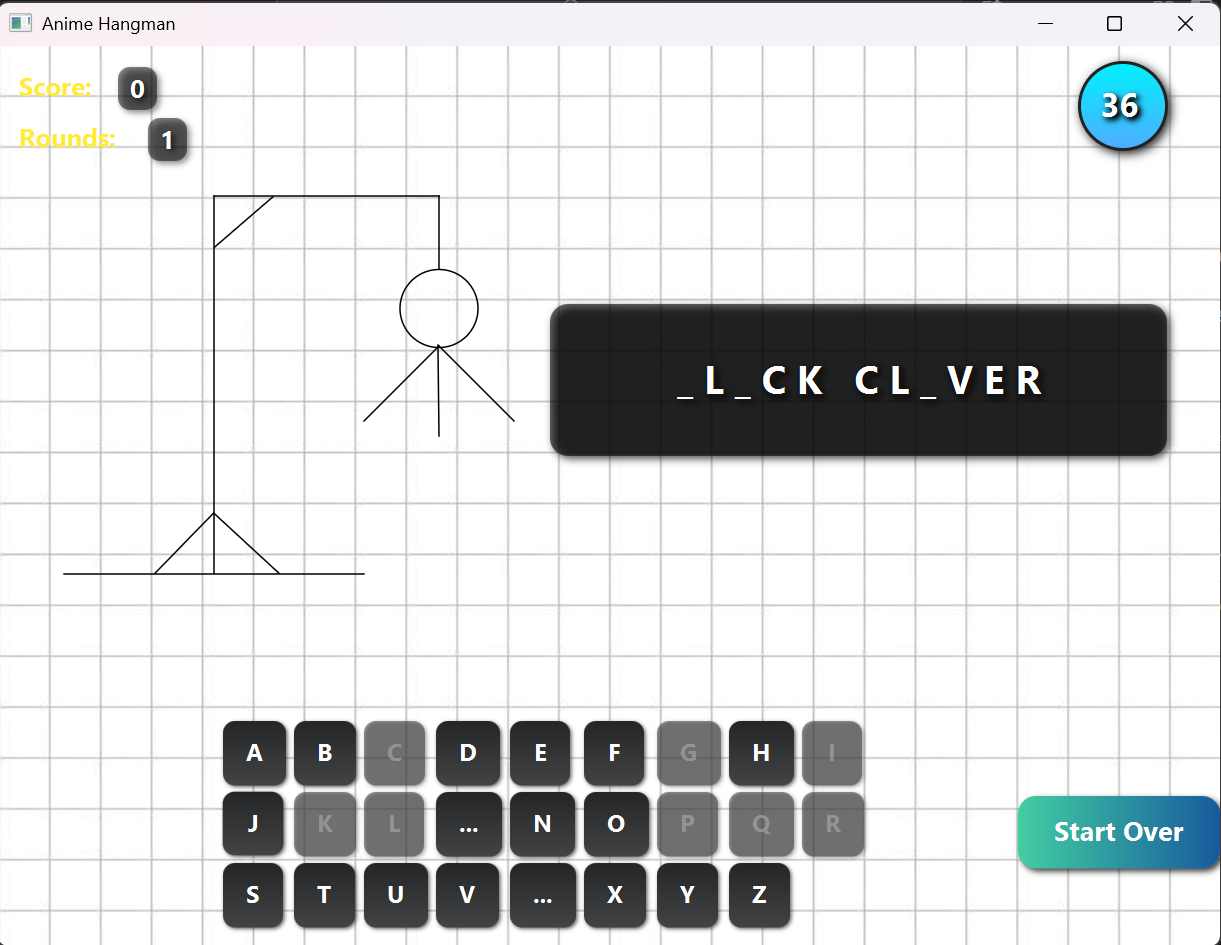 Anime Hangman
Score: 0
36
Rounds: 1
_L_CK CL_VER
A B C D E F G H I
J K L ... N O P Q R
Start Over
S T U V ... X Y Z